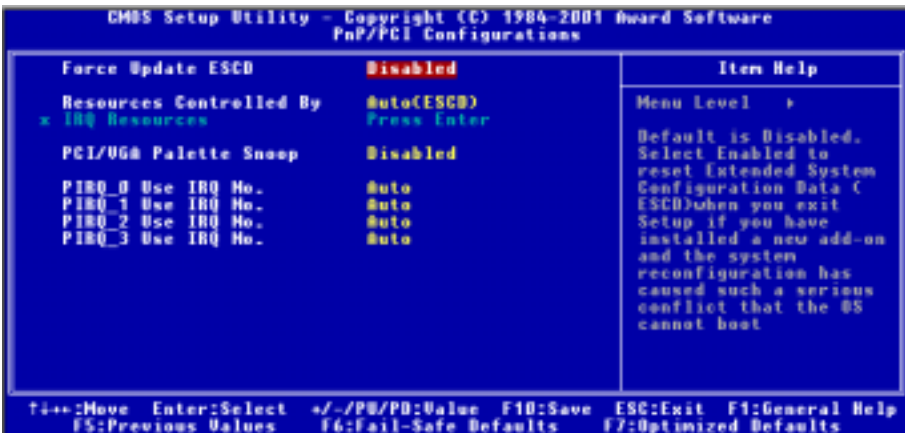 CMOS Setup Utility - Copyright (C) 1984-2001 Award Software
PnP/PCI Configurations
Force Update ESCD Disabled
Resources Controlled By Auto(ESCD)
x IRQ Resources Press Enter
PCI/VGA Palette Snoop Disabled
PIRQ_0 Use IRQ No. Auto
PIRQ_1 Use IRQ No. Auto
PIRQ_2 Use IRQ No. Auto
PIRQ_3 Use IRQ No. Auto
Item Help
Menu Level ▸
Default is Disabled.
Select Enabled to
reset Extended System
Configuration Data (
ESCD)when you exit
Setup if you have
installed a new add-on
and the system
reconfiguration has
caused such a serious
conflict that the OS
cannot boot
↑↓→←:Move Enter:Select +/-/PU/PD:Value F10:Save ESC:Exit F1:General Help
F5:Previous Values F6:Fail-Safe Defaults F7:Optimized Defaults